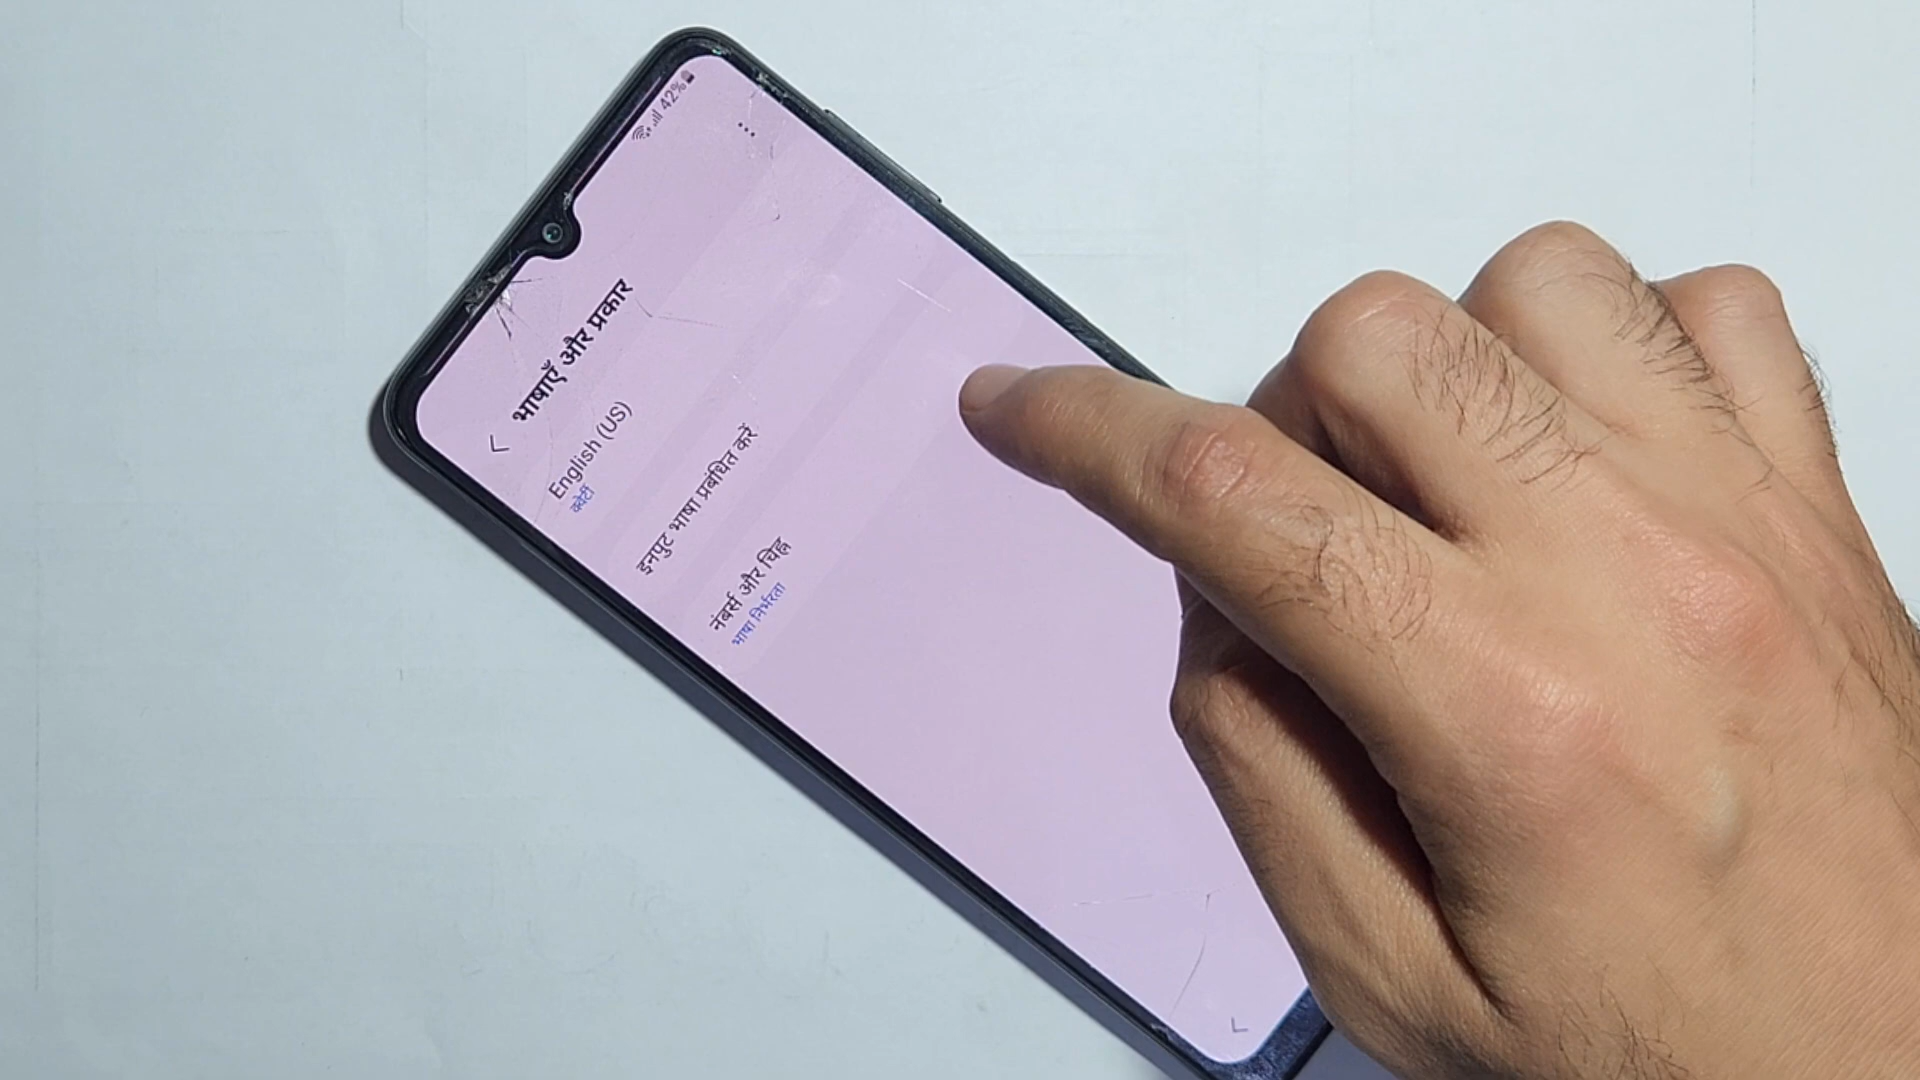 42%
भाषाएँ और प्रकार
English (US)
क्वेर्टी
इनपुट भाषा प्रबंधित करें
नंबर्स और चिह्न
भाषा निर्भरता